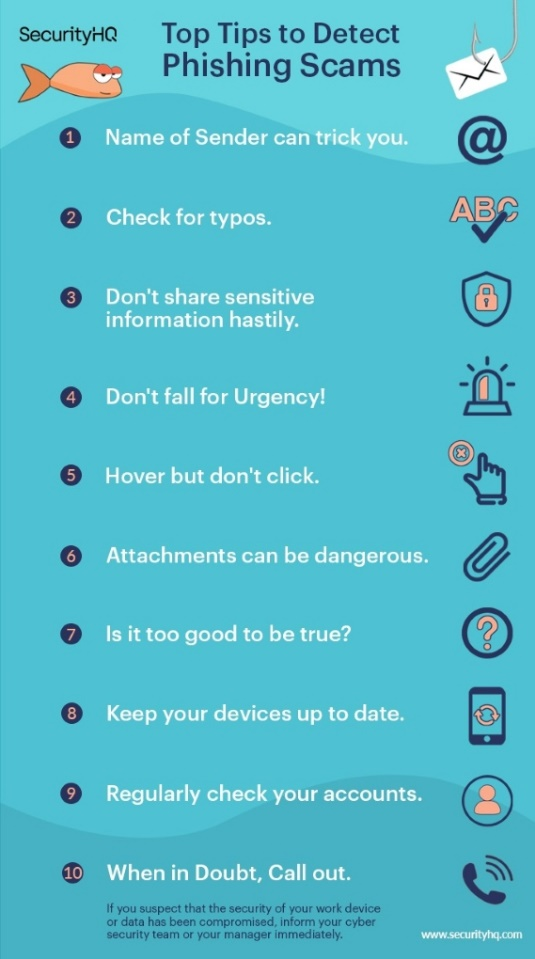 SecurityHQ
Top Tips to Detect
Phishing Scams
1 Name of Sender can trick you.
@
2 Check for typos.
ABC
3 Don't share sensitive
information hastily.
4 Don't fall for Urgency!
5 Hover but don't click.
6 Attachments can be dangerous.
7 Is it too good to be true?
?
8 Keep your devices up to date.
9 Regularly check your accounts.
10 When in Doubt, Call out.
If you suspect that the security of your work device
or data has been compromised, inform your cyber
security team or your manager immediately.
www.securityhq.com